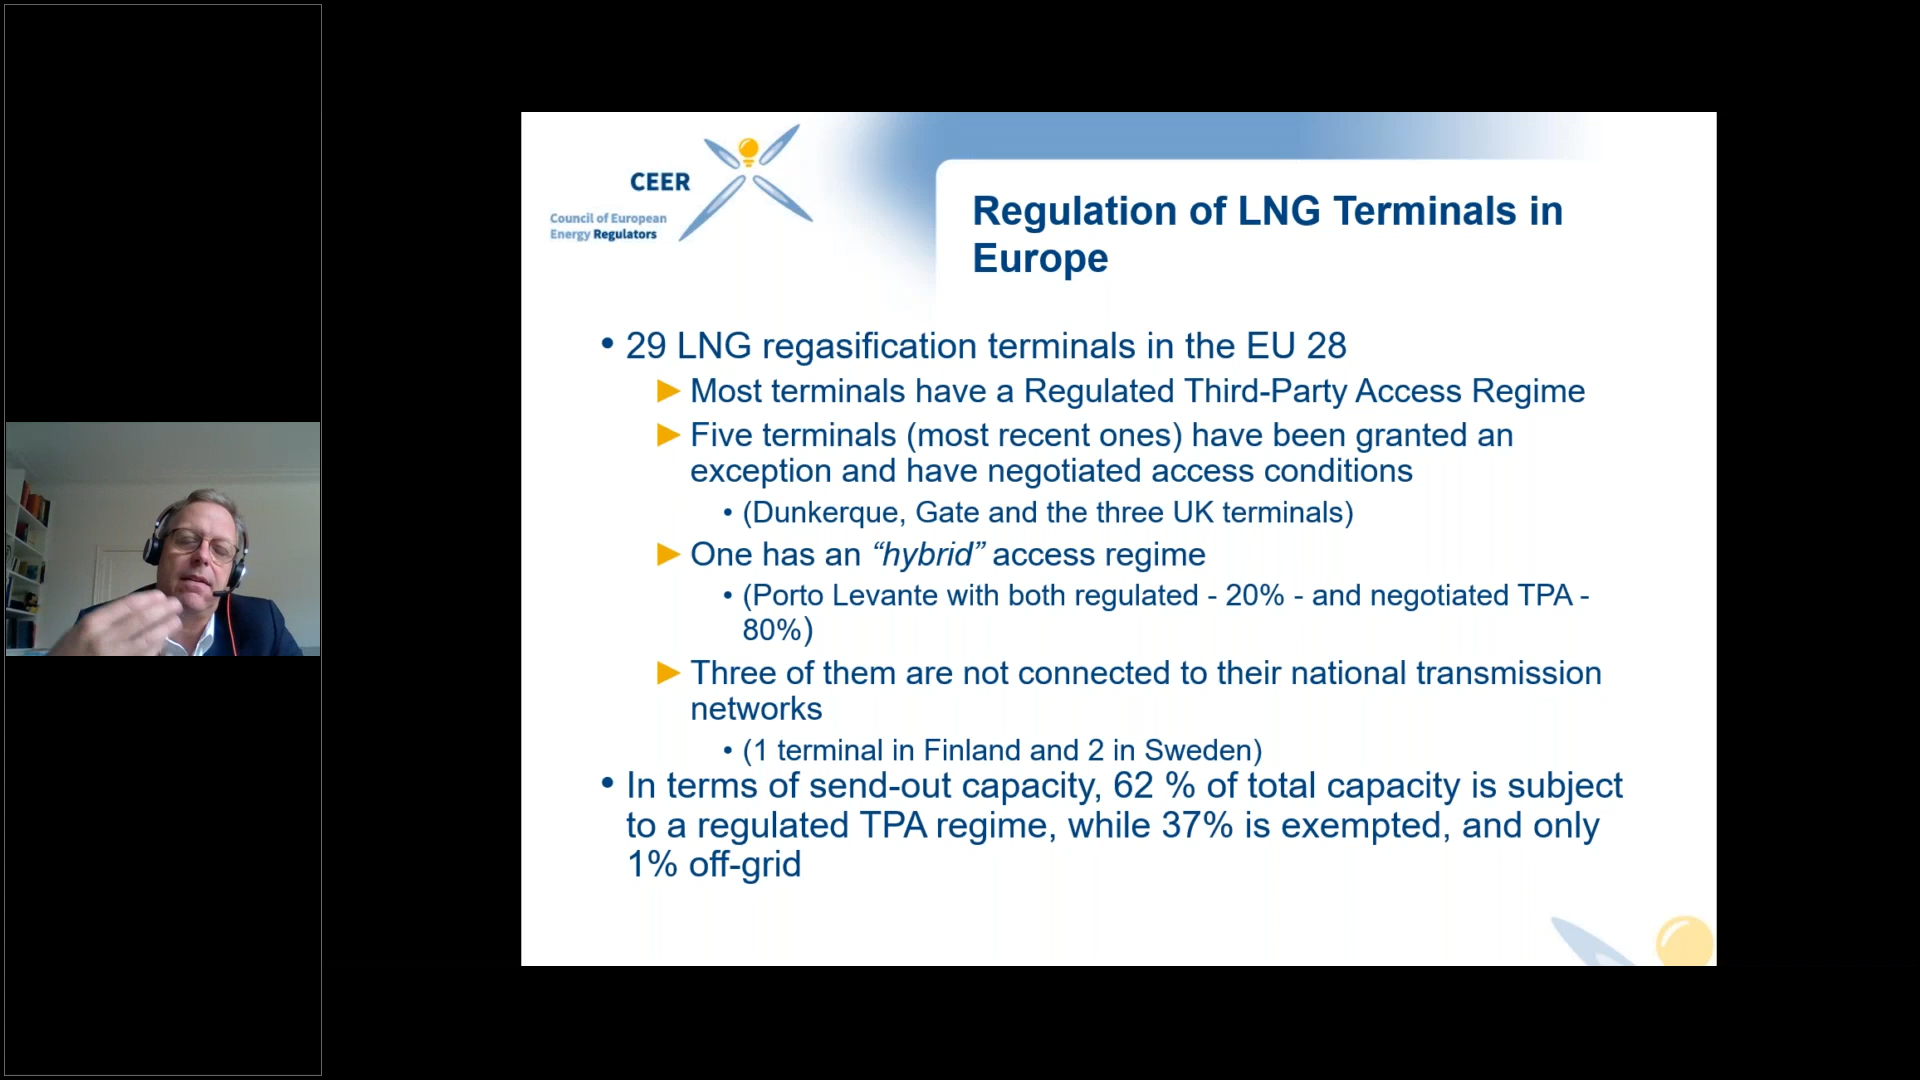 CEER
Council of European
Energy Regulators
Regulation of LNG Terminals in
Europe
• 29 LNG regasification terminals in the EU 28
► Most terminals have a Regulated Third-Party Access Regime
► Five terminals (most recent ones) have been granted an
exception and have negotiated access conditions
• (Dunkerque, Gate and the three UK terminals)
► One has an “hybrid” access regime
• (Porto Levante with both regulated - 20% - and negotiated TPA -
80%)
► Three of them are not connected to their national transmission
networks
• (1 terminal in Finland and 2 in Sweden)
• In terms of send-out capacity, 62 % of total capacity is subject
to a regulated TPA regime, while 37% is exempted, and only
1% off-grid